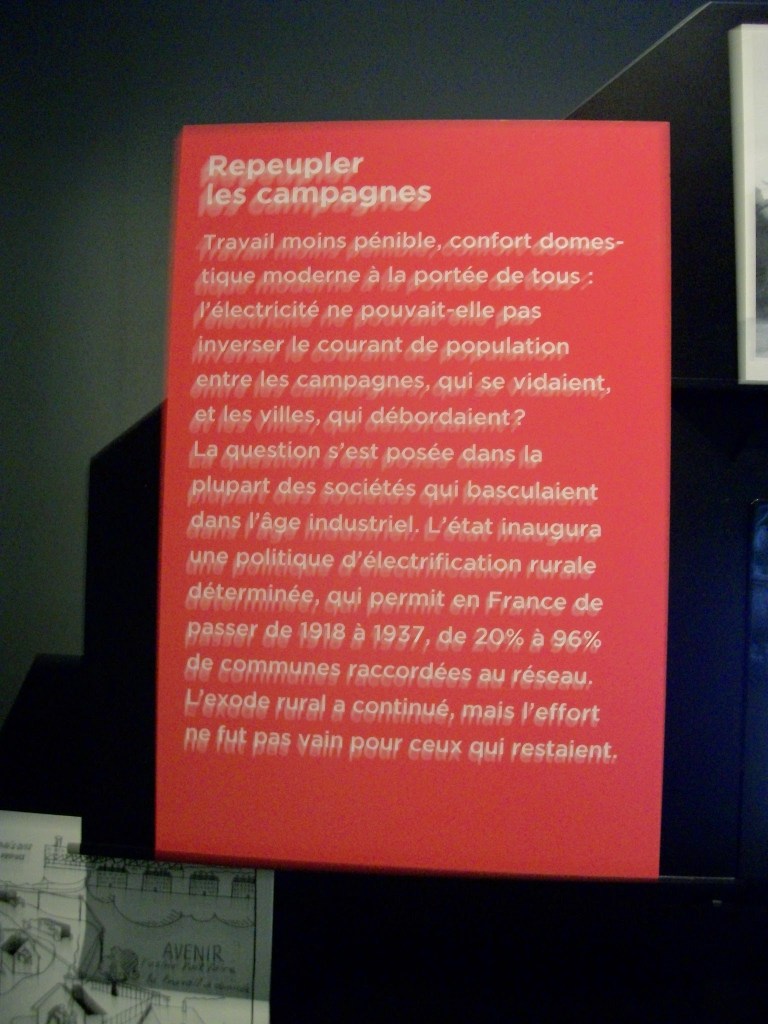 Repeupler
les campagnes
Travail moins pénible, confort domes-
tique moderne à la portée de tous :
l'électricité ne pouvait-elle pas
inverser le courant de population
entre les campagnes, qui se vidaient,
et les villes, qui débordaient?
La question s'est posée dans la
plupart des sociétés qui basculaient
dans l'âge industriel. L'état inaugura
une politique d'électrification rurale
déterminée, qui permit en France de
passer de 1918 à 1937, de 20% à 96%
de communes raccordées au réseau.
L'exode rural a continué, mais l'effort
ne fut pas vain pour ceux qui restaient.
AVENIR